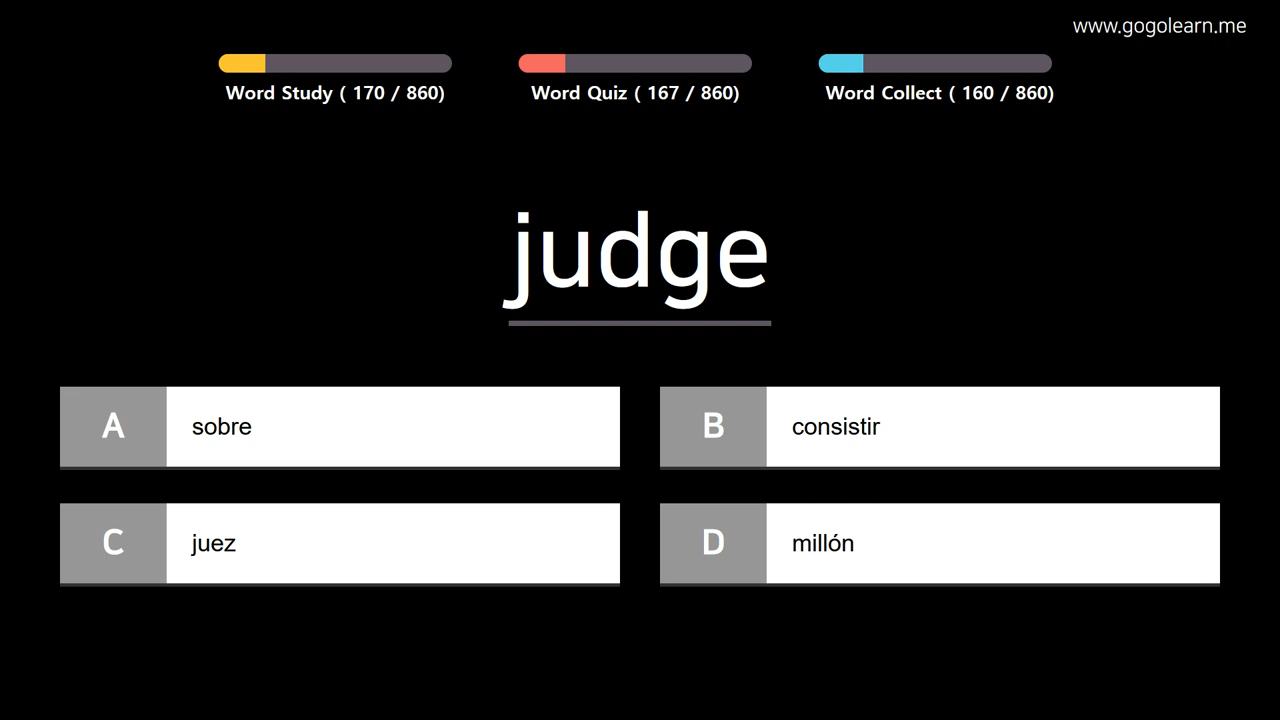 www.gogolearn.me
Word Study ( 170 / 860)
Word Quiz ( 167 / 860)
Word Collect ( 160 / 860)
judge
A sobre
B consistir
C juez
D millón